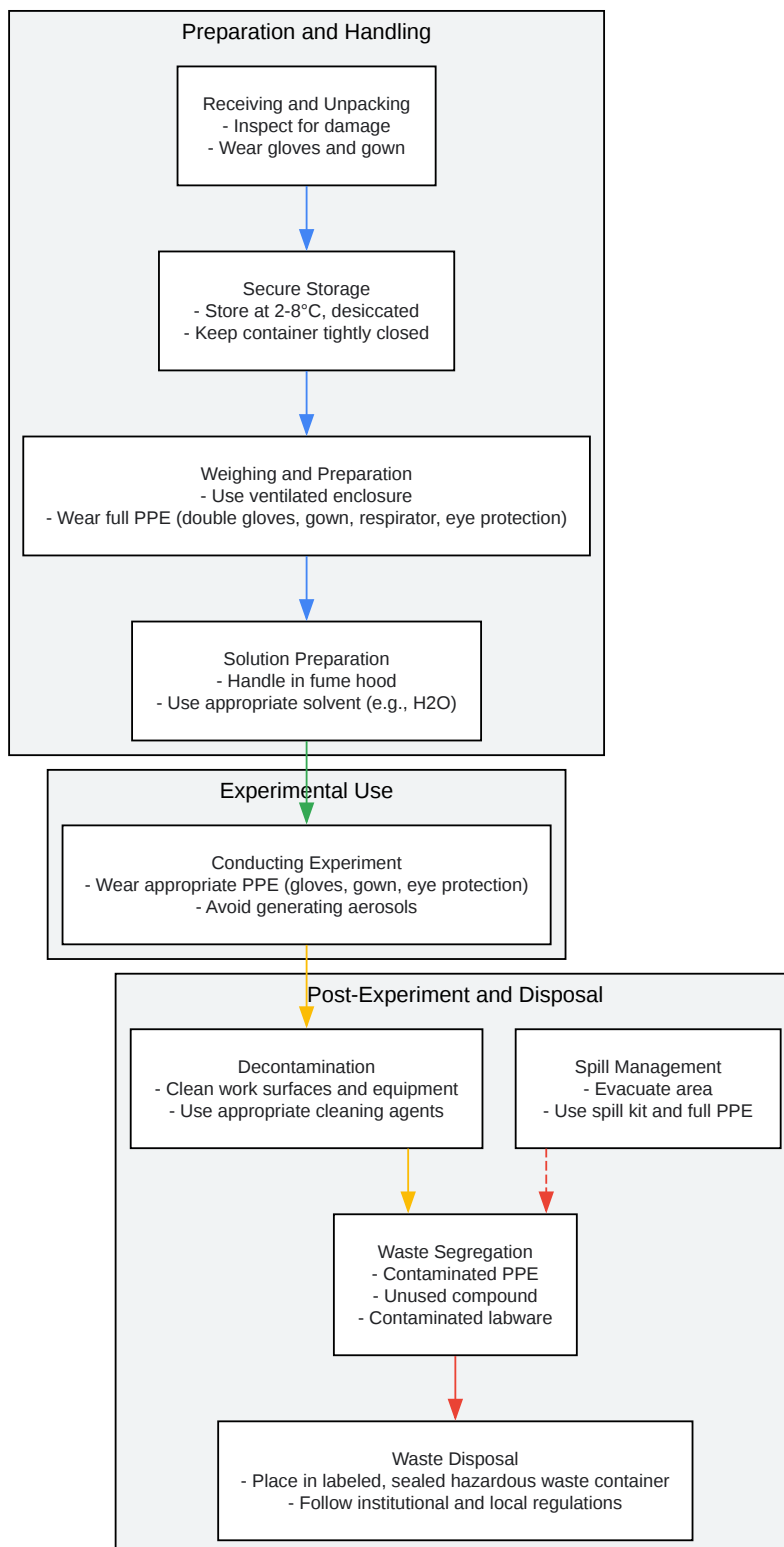 Preparation and Handling
Receiving and Unpacking
- Inspect for damage
- Wear gloves and gown
Secure Storage
- Store at 2-8°C, desiccated
- Keep container tightly closed
Weighing and Preparation
- Use ventilated enclosure
- Wear full PPE (double gloves, gown, respirator, eye protection)
Solution Preparation
- Handle in fume hood
- Use appropriate solvent (e.g., H2O)
Experimental Use
Conducting Experiment
- Wear appropriate PPE (gloves, gown, eye protection)
- Avoid generating aerosols
Post-Experiment and Disposal
Decontamination
- Clean work surfaces and equipment
- Use appropriate cleaning agents
Spill Management
- Evacuate area
- Use spill kit and full PPE
Waste Segregation
- Contaminated PPE
- Unused compound
- Contaminated labware
Waste Disposal
- Place in labeled, sealed hazardous waste container
- Follow institutional and local regulations